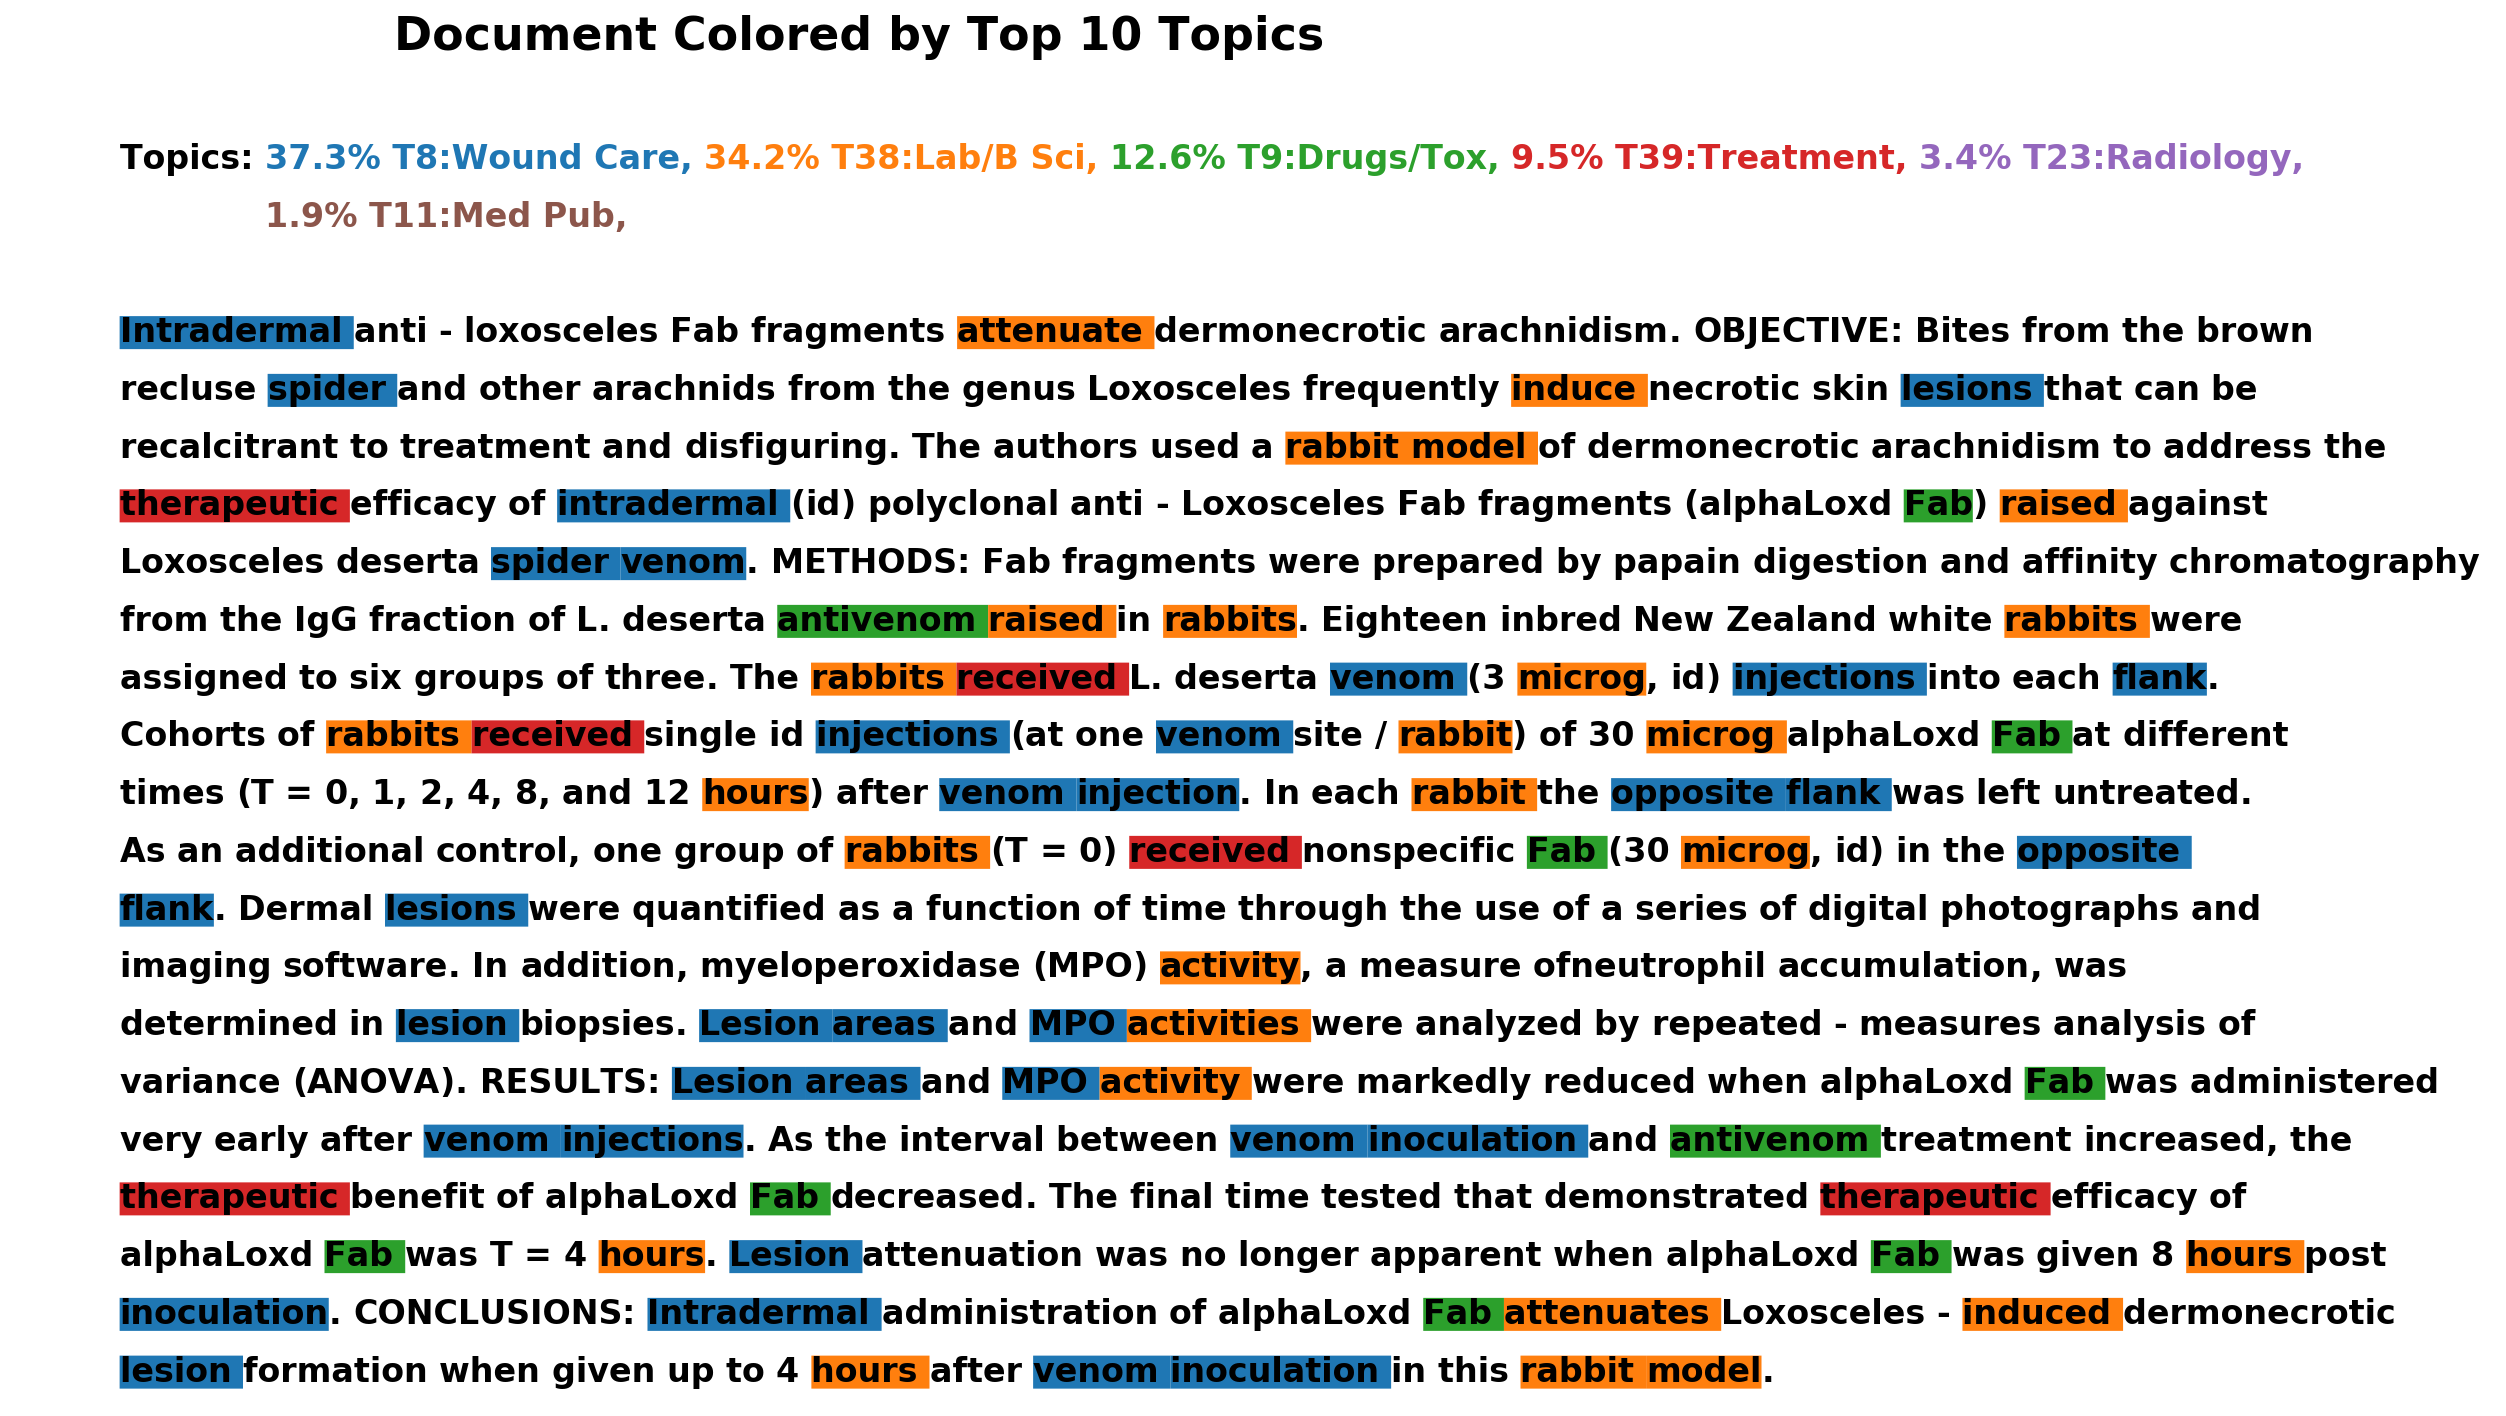 Document Colored by Top 10 Topics
Topics: 37.3% T8:Wound Care, 34.2% T38:Lab/B Sci, 12.6% T9:Drugs/Tox, 9.5% T39:Treatment, 3.4% T23:Radiology,
1.9% T11:Med Pub,
Intradermal anti - loxosceles Fab fragments attenuate dermonecrotic arachnidism. OBJECTIVE: Bites from the brown
recluse spider and other arachnids from the genus Loxosceles frequently induce necrotic skin lesions that can be
recalcitrant to treatment and disfiguring. The authors used a rabbit model of dermonecrotic arachnidism to address the
therapeutic efficacy of intradermal (id) polyclonal anti - Loxosceles Fab fragments (alphaLoxd Fab) raised against
Loxosceles deserta spider venom. METHODS: Fab fragments were prepared by papain digestion and affinity chromatography
from the IgG fraction of L. deserta antivenom raised in rabbits. Eighteen inbred New Zealand white rabbits were
assigned to six groups of three. The rabbits received L. deserta venom (3 microg, id) injections into each flank.
Cohorts of rabbits received single id injections (at one venom site / rabbit) of 30 microg alphaLoxd Fab at different
times (T = 0, 1, 2, 4, 8, and 12 hours) after venom injection. In each rabbit the opposite flank was left untreated.
As an additional control, one group of rabbits (T = 0) received nonspecific Fab (30 microg, id) in the opposite
flank. Dermal lesions were quantified as a function of time through the use of a series of digital photographs and
imaging software. In addition, myeloperoxidase (MPO) activity, a measure ofneutrophil accumulation, was
determined in lesion biopsies. Lesion areas and MPO activities were analyzed by repeated - measures analysis of
variance (ANOVA). RESULTS: Lesion areas and MPO activity were markedly reduced when alphaLoxd Fab was administered
very early after venom injections. As the interval between venom inoculation and antivenom treatment increased, the
therapeutic benefit of alphaLoxd Fab decreased. The final time tested that demonstrated therapeutic efficacy of
alphaLoxd Fab was T = 4 hours. Lesion attenuation was no longer apparent when alphaLoxd Fab was given 8 hours post
inoculation. CONCLUSIONS: Intradermal administration of alphaLoxd Fab attenuates Loxosceles - induced dermonecrotic
lesion formation when given up to 4 hours after venom inoculation in this rabbit model.